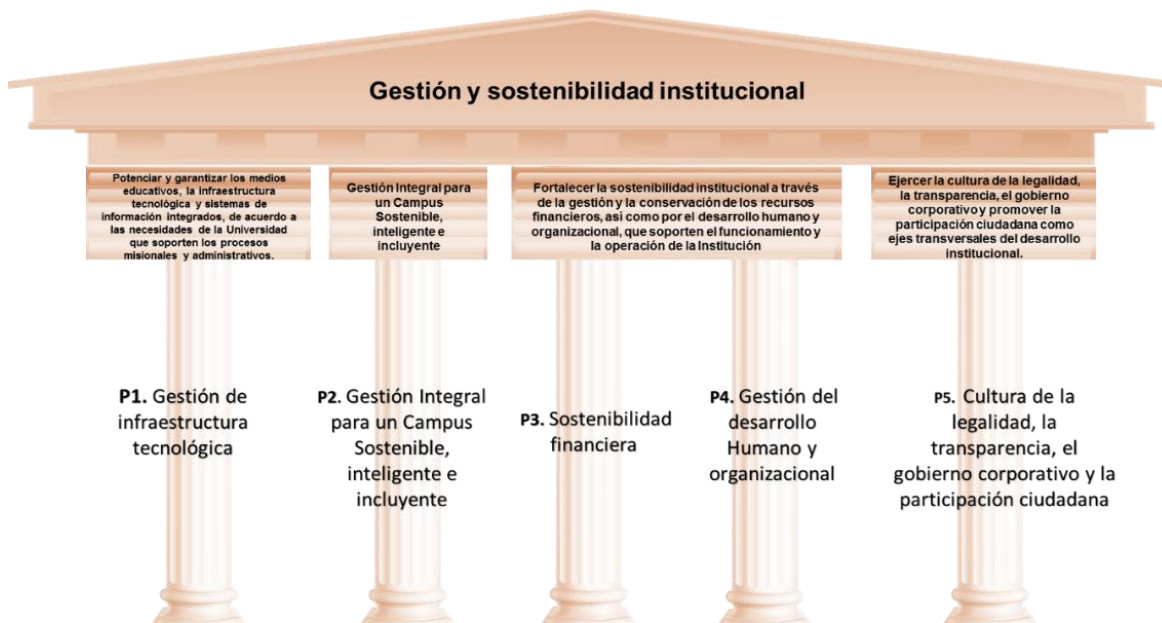 Gestión y sostenibilidad institucional
Potenciar y garantizar los medios
educativos, la infraestructura
tecnológica y sistemas de
información integrados, de acuerdo a
las necesidades de la Universidad
que soporten los procesos
misionales y administrativos.
Gestión Integral para
un Campus
Sostenible,
inteligente e
incluyente
Fortalecer la sostenibilidad institucional a través
de la gestión y la conservación de los recursos
financieros, así como por el desarrollo humano y
organizacional, que soporten el funcionamiento y
la operación de la Institución
Ejercer la cultura de la legalidad,
la transparencia, el gobierno
corporativo y promover la
participación ciudadana como
ejes transversales del desarrollo
institucional.
P1. Gestión de
infraestructura
tecnológica
P2. Gestión Integral
para un Campus
Sostenible,
inteligente e
incluyente
P3. Sostenibilidad
financiera
P4. Gestión del
desarrollo
Humano y
organizacional
P5. Cultura de la
legalidad, la
transparencia, el
gobierno corporativo y la
participación ciudadana